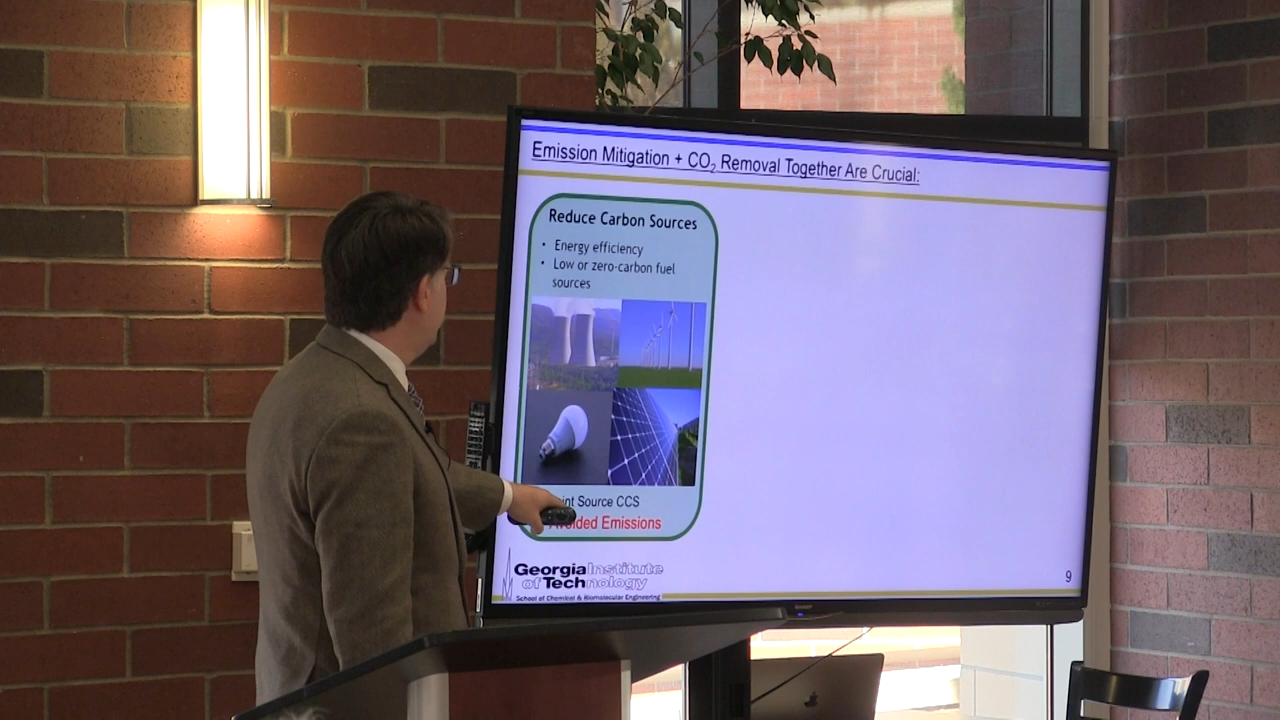 Emission Mitigation + CO₂ Removal Together Are Crucial:
Reduce Carbon Sources
• Energy efficiency
• Low or zero-carbon fuel
sources
Source CCS
Emissions
Georgia Institute
of Technology
School of Chemical & Biomolecular Engineering
9
SHARP